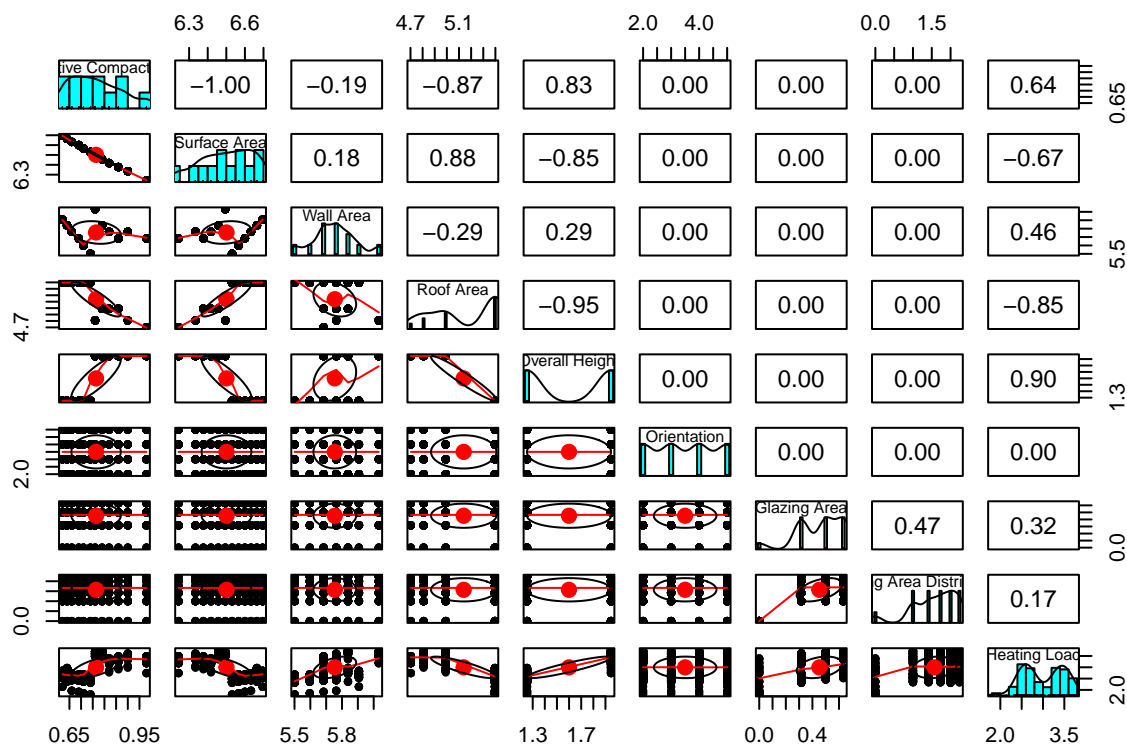 6.3 6.6 4.7 5.1 2.0 4.0 0.0 1.5
tive Compact −1.00 −0.19 −0.87 0.83 0.00 0.00 0.00 0.64 0.65
6.3 Surface Area 0.18 0.88 −0.85 0.00 0.00 0.00 −0.67
Wall Area −0.29 0.29 0.00 0.00 0.00 0.46 5.5
4.7 Roof Area −0.95 0.00 0.00 0.00 −0.85
Overall Heigh 0.00 0.00 0.00 0.90 1.3
2.0 Orientation 0.00 0.00 0.00
Glazing Area 0.47 0.32 0.0
0.0 g Area Distri 0.17
Heating Load 2.0
0.65 0.95 5.5 5.8 1.3 1.7 0.0 0.4 2.0 3.5